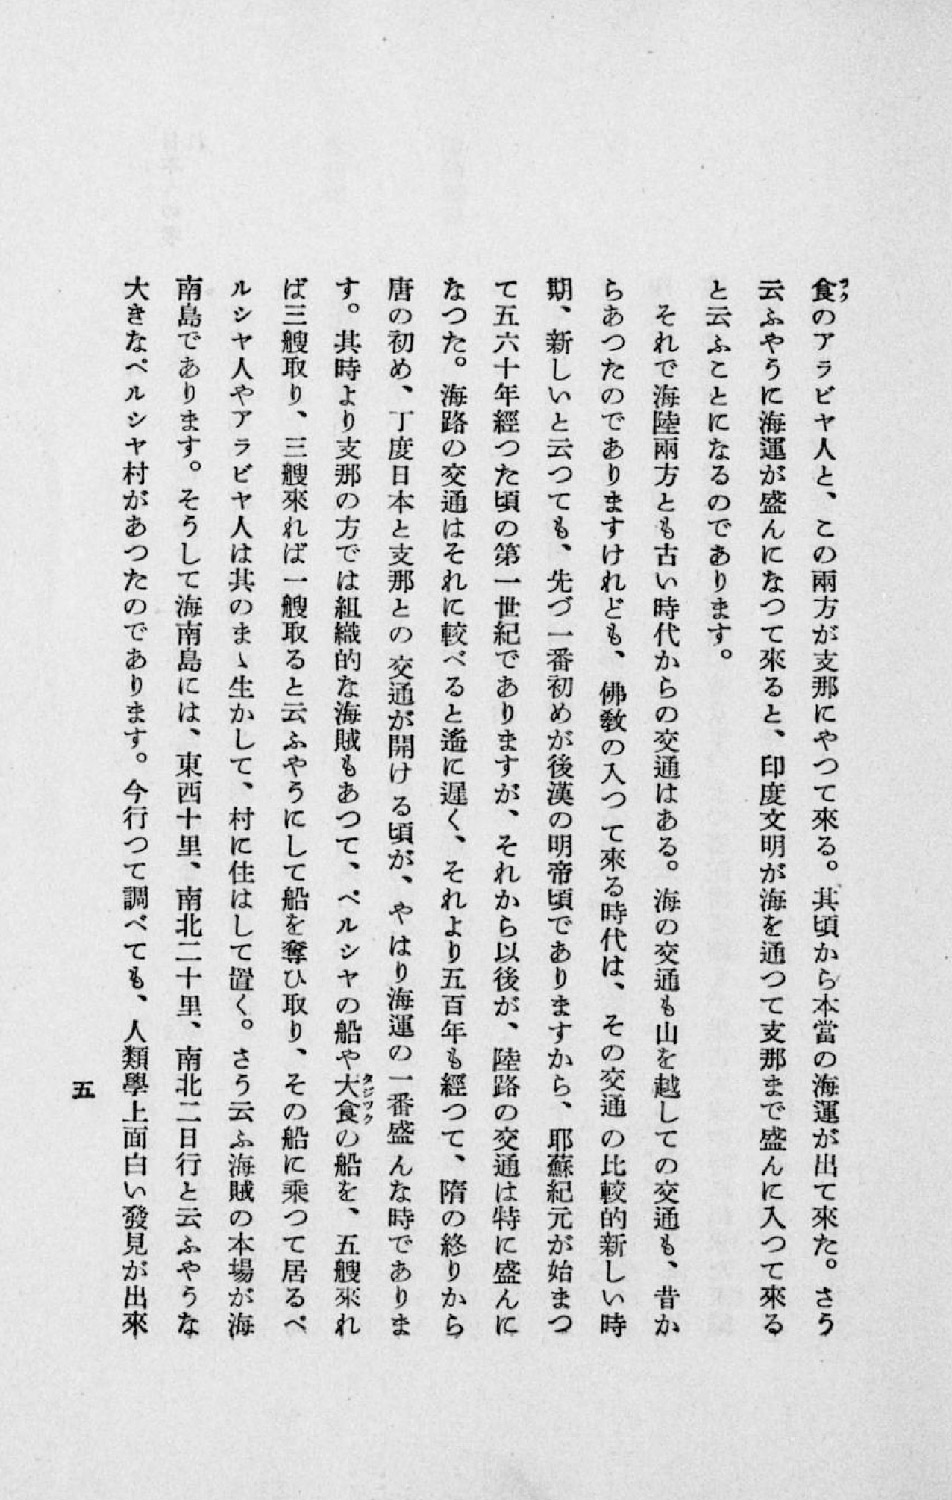 食のアラビヤ人と、この兩方が支那にやつて來る。其頃から本當の海運が出て來た。さう
云ふやうに海運が盛んになつて來ると、印度文明が海を通つて支那まで盛んに入つて來る
と云ふことになるのであります。
それで海陸兩方とも古い時代からの交通はある。海の交通も山を越しての交通も、昔か
らあつたのでありますけれども、佛敎の入つて來る時代は、その交通の比較的新しい時
期、新しいと云つても、先づ一番初めが後漢の明帝頃でありますから、耶蘇紀元が始まつ
て五六十年經つた頃の第一世紀でありますが、それから以後が、陸路の交通は特に盛んに
なつた。海路の交通はそれに較べると遙に遲く、それより五百年も經つて、隋の終りから
唐の初め、丁度日本と支那との交通が開ける頃が、やはり海運の一番盛んな時でありま
す。其時より支那の方では組織的な海賊もあつて、ペルシヤの船や大食の船を、五艘來れ
ば三艘取り、三艘來れば一艘取ると云ふやうにして船を奪ひ取り、その船に乘つて居るペ
ルシヤ人やアラビヤ人は其のまゝ生かして、村に住はして置く。さう云ふ海賊の本場が海
南島であります。そうして海南島には、東西十里、南北二十里、南北二日行と云ふやうな
大きなペルシヤ村があつたのであります。今行つて調べても、人類學上面白い發見が出來
五